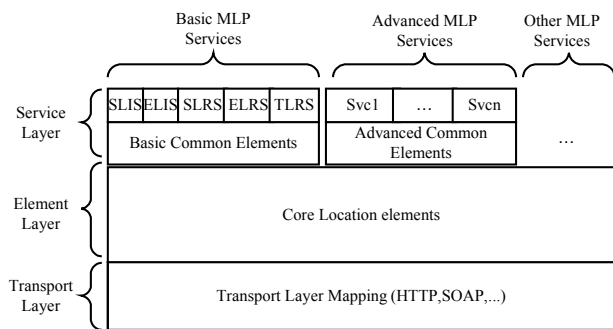 Basic MLP
Services
Advanced MLP
Services
Other MLP
Services
Service
Layer
SLIS ELIS SLRS ELRS TLRS
Svc1 … Svcn
Basic Common Elements
Advanced Common
Elements
…
Element
Layer
Core Location elements
Transport
Layer
Transport Layer Mapping (HTTP,SOAP,...)